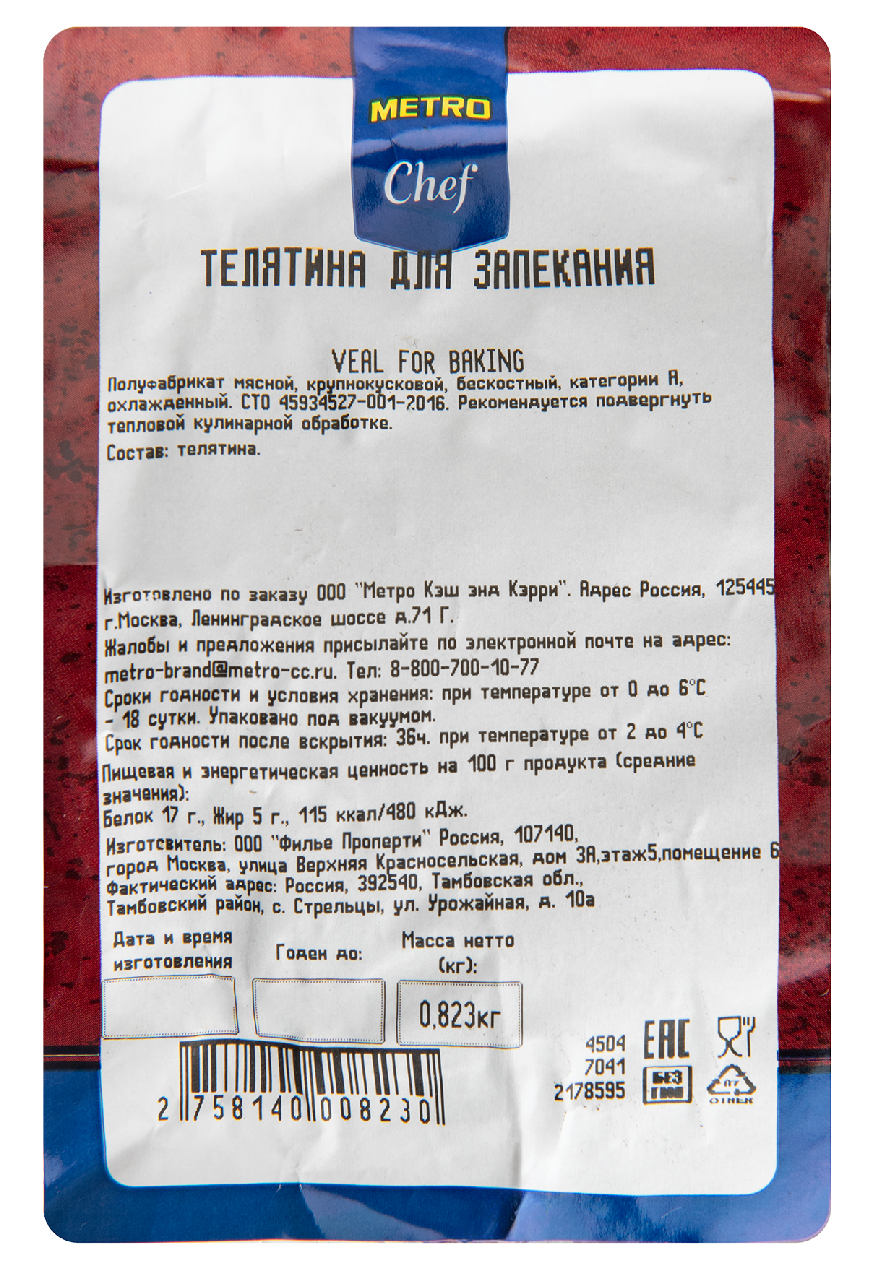 METRO
Chef
ТЕЛЯТИНА ДЛЯ ЗАПЕКАНИЯ
VEAL FOR BAKING
Полуфабрикат мясной, крупнокусковой, бескостный, категории А,
охлажденный. СТО 45934527-001-2016. Рекомендуется подвергнуть
тепловой кулинарной обработке.
Состав: телятина.
Изготовлено по заказу ООО "Метро Кэш энд Кэрри". Адрес Россия, 125445
г.Москва, Ленинградское шоссе д.71 Г.
Жалобы и предложения присылайте по электронной почте на адрес:
metro-brand@metro-cc.ru. Тел: 8-800-700-10-77
Сроки годности и условия хранения: при температуре от 0 до 6°С
- 18 сутки. Упаковано под вакуумом.
Срок годности после вскрытия: 36ч. при температуре от 2 до 4°С
Пищевая и энергетическая ценность на 100 г продукта (средние
значения):
Белок 17 г., Жир 5 г., 115 ккал/480 кДж.
Изготовитель: ООО "Филье Проперти" Россия, 107140,
город Москва, улица Верхняя Красносельская, дом 3А,этаж5,помещение 6
Фактический адрес: Россия, 392540, Тамбовская обл.,
Тамбовский район, с. Стрельцы, ул. Урожайная, д. 10а
Дата и время
изготовления
Годен до:
Масса нетто
(кг):
0,823кг
4504
7041
2178595
ЕАС
БЕЗ
ГМО
07
OTHER
2 758140 008230